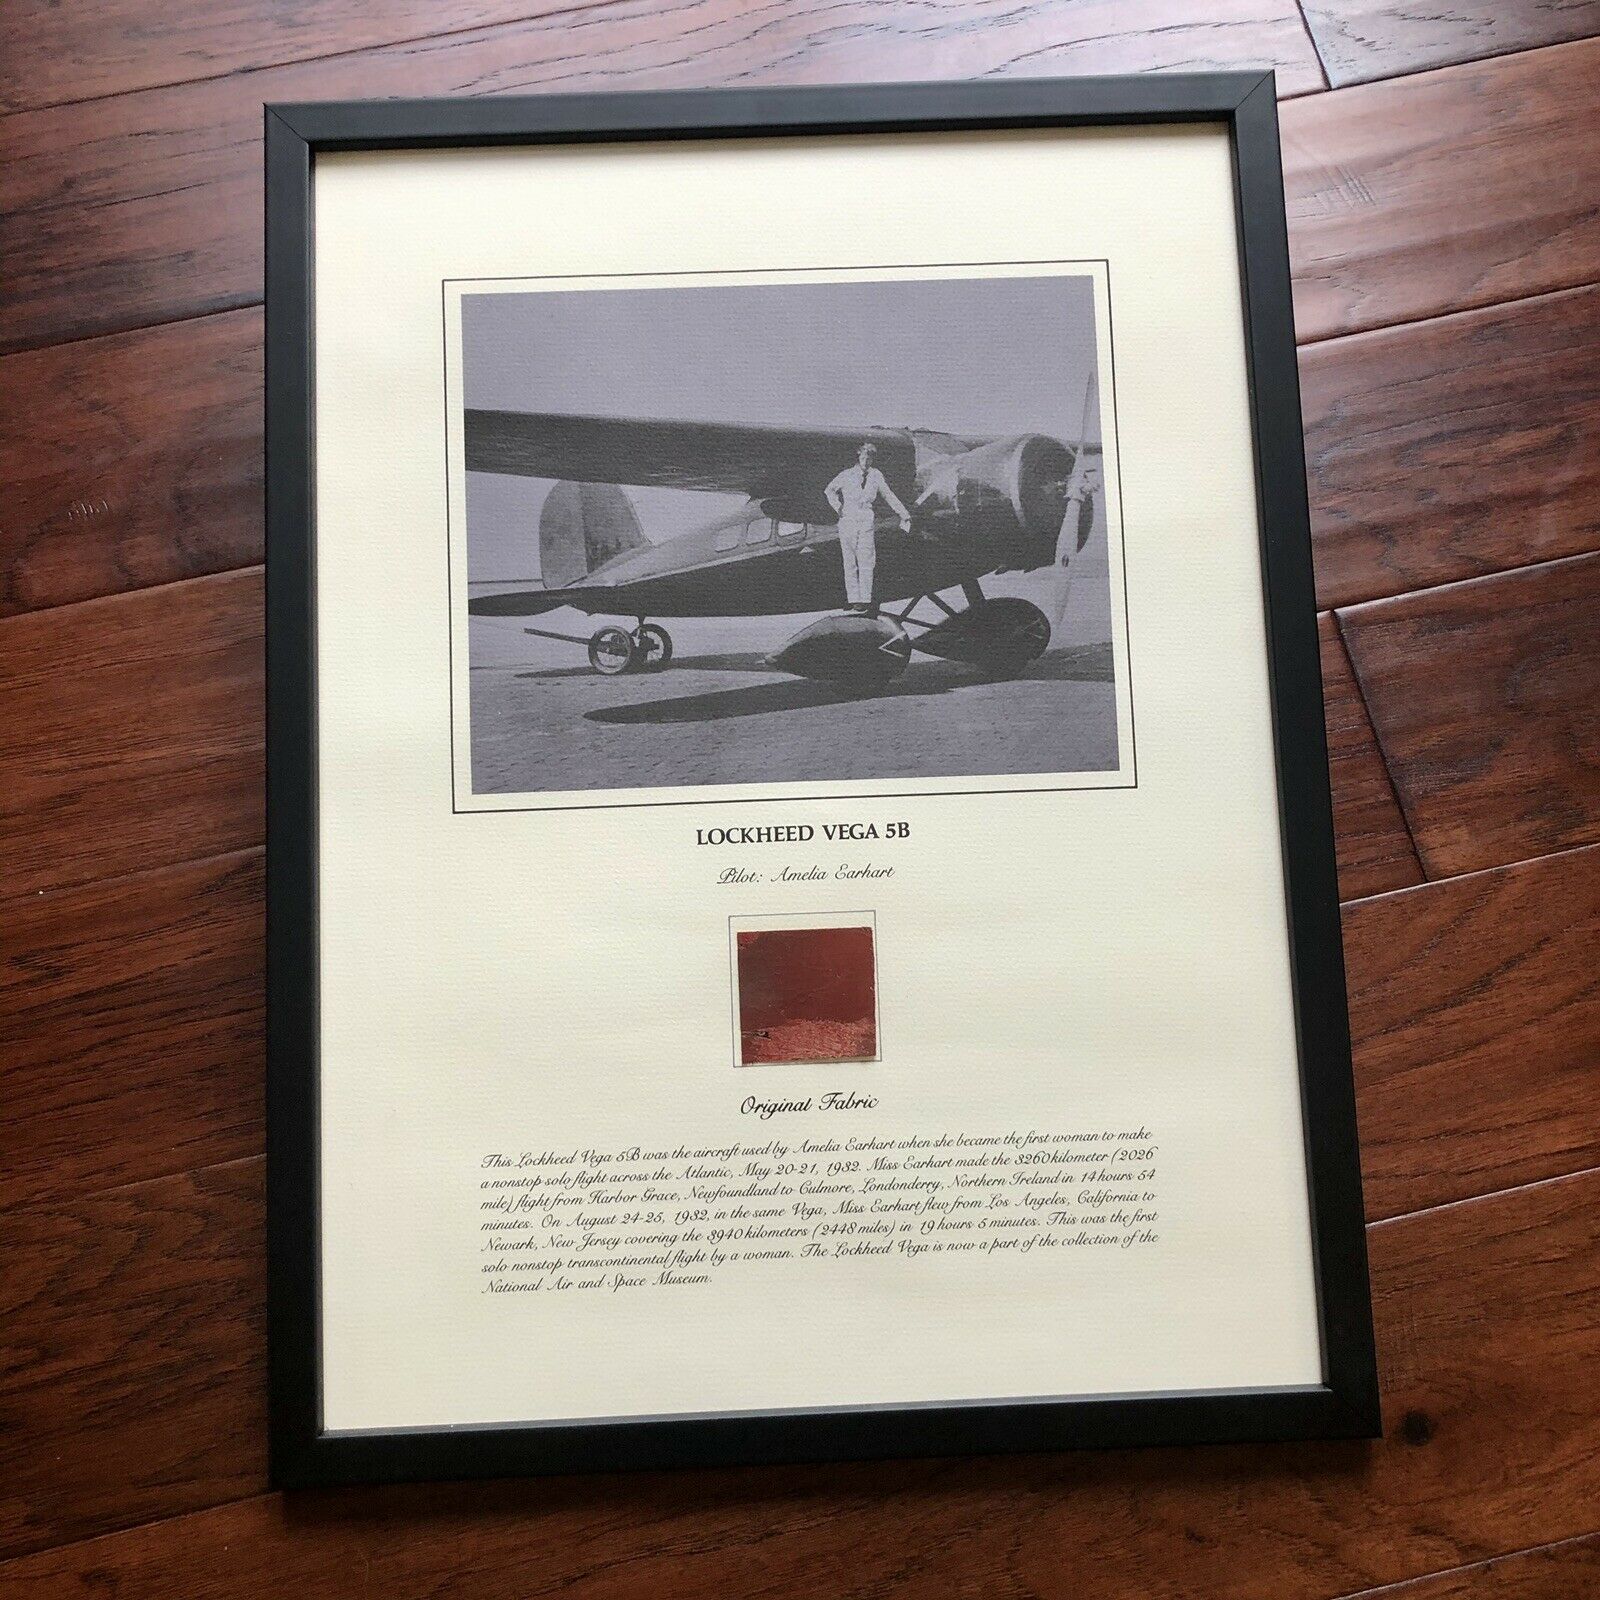 LOCKHEED VEGA 5B
Pilot: Amelia Earhart
Original Fabric
This Lockheed Vega 5B was the aircraft used by Amelia Earhart when she became the first woman to make
a nonstop solo flight across the Atlantic, May 20-21, 1932. Miss Earhart made the 3260 kilometer (2026
mile) flight from Harbor Grace, Newfoundland to Culmore, Londonderry, Northern Ireland in 14 hours 54
minutes. On August 24-25, 1932, in the same Vega, Miss Earhart flew from Los Angeles, California to
Newark, New Jersey covering the 3940 kilometers (2448 miles) in 19 hours 5 minutes. This was the first
solo nonstop transcontinental flight by a woman. The Lockheed Vega is now a part of the collection of the
National Air and Space Museum.